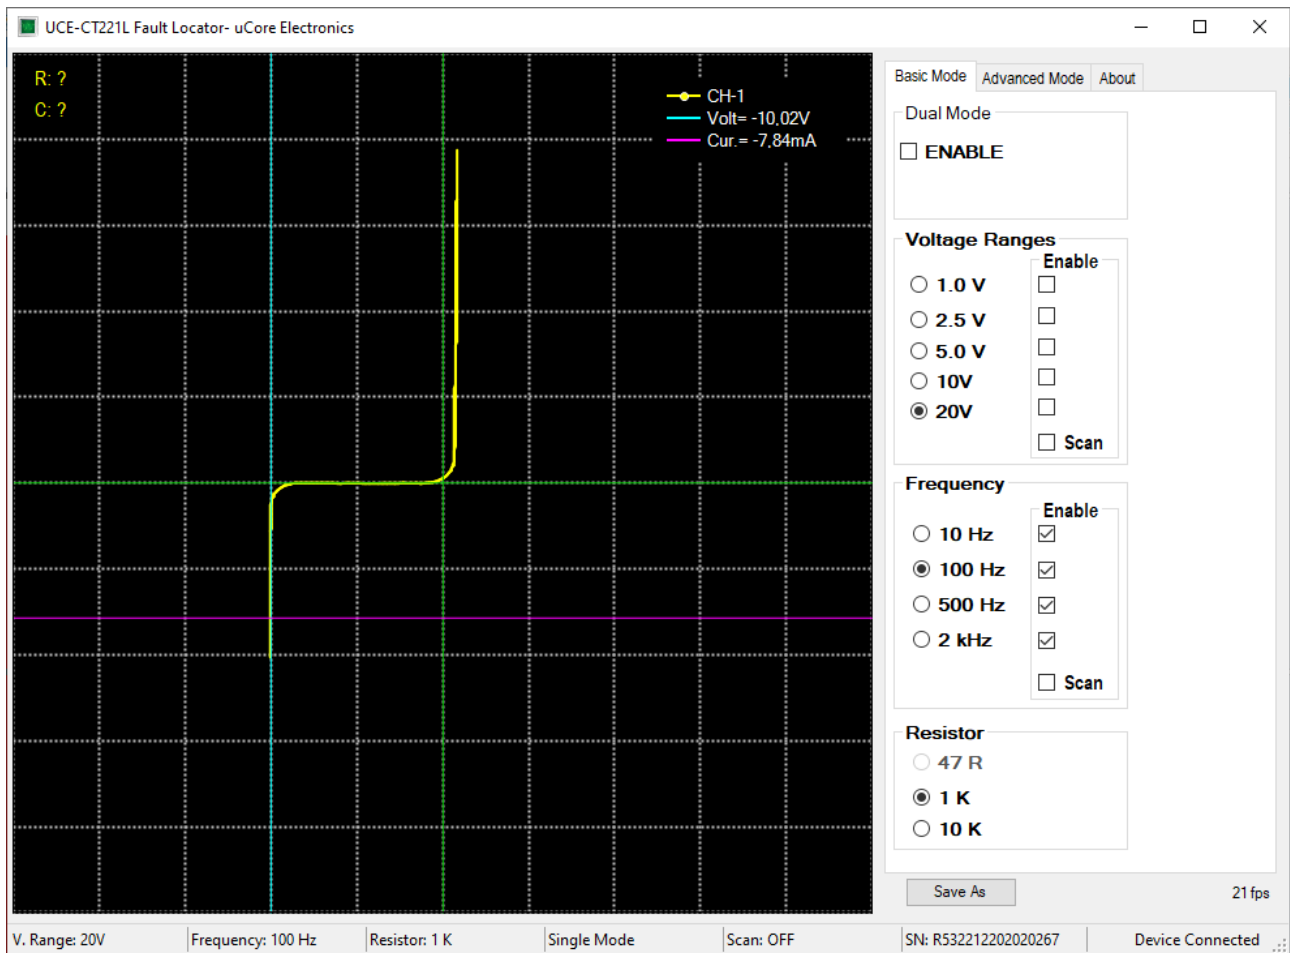 UCE-CT221L Fault Locator- uCore Electronics
R: ?
C: ?
CH-1
Volt= -10,02V
Cur.= -7,84mA
Basic Mode
Advanced Mode
About
Dual Mode
ENABLE
Voltage Ranges
Enable
1.0 V
2.5 V
5.0 V
10V
20V
Scan
Frequency
Enable
10 Hz
100 Hz
500 Hz
2 kHz
Scan
Resistor
47 R
1 K
10 K
Save As
21 fps
V. Range: 20V
Frequency: 100 Hz
Resistor: 1 K
Single Mode
Scan: OFF
SN: R532212202020267
Device Connected